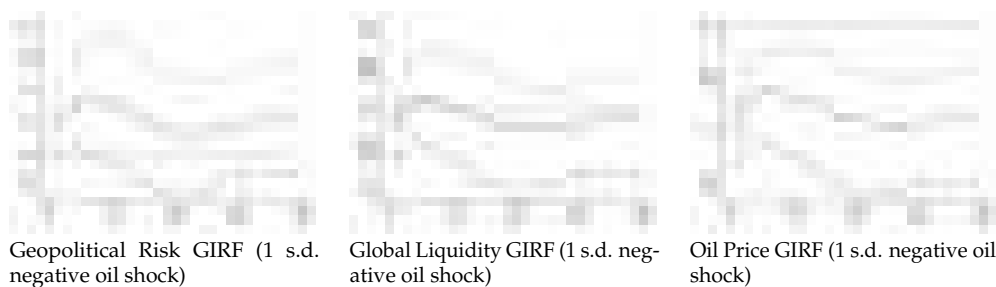 Geopolitical Risk GIRF (1 s.d.
negative oil shock)
Global Liquidity GIRF (1 s.d. neg-
ative oil shock)
Oil Price GIRF (1 s.d. negative oil
shock)